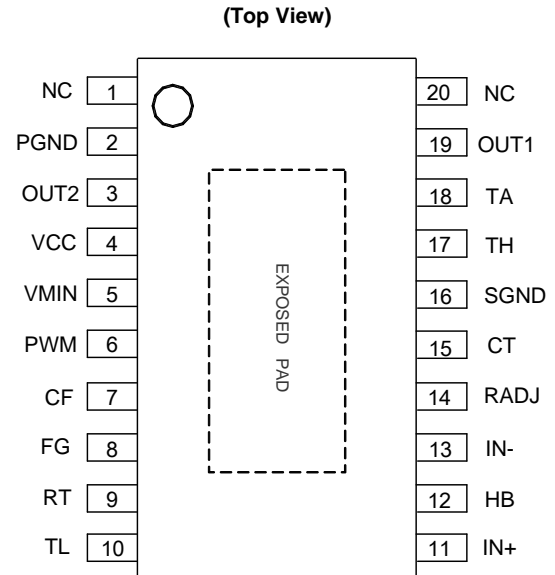 (Top View)
NC 1 20 NC
PGND 2 19 OUT1
OUT2 3 18 TA
VCC 4 17 TH
VMIN 5 16 SGND
PWM 6 15 CT
CF 7 14 RADJ
FG 8 13 IN-
RT 9 12 HB
TL 10 11 IN+
EXPOSED PAD